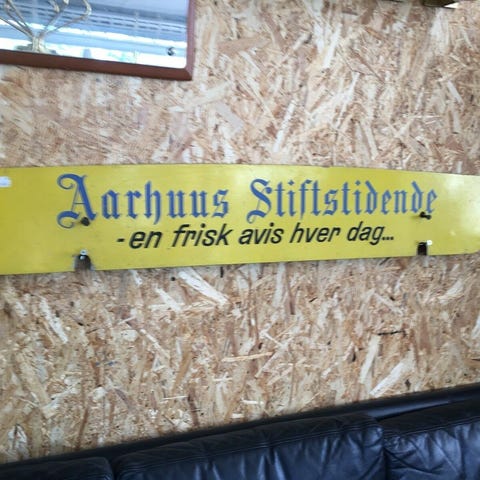 Aarhuus Stiftstidende
- en frisk avis hver dag...